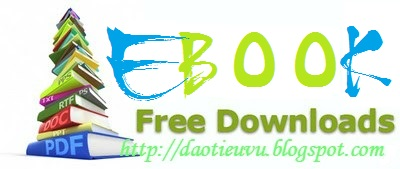 EBOOK
Free Downloads
http://daotieuvu.blogspot.com
RTF
DOC
PDF